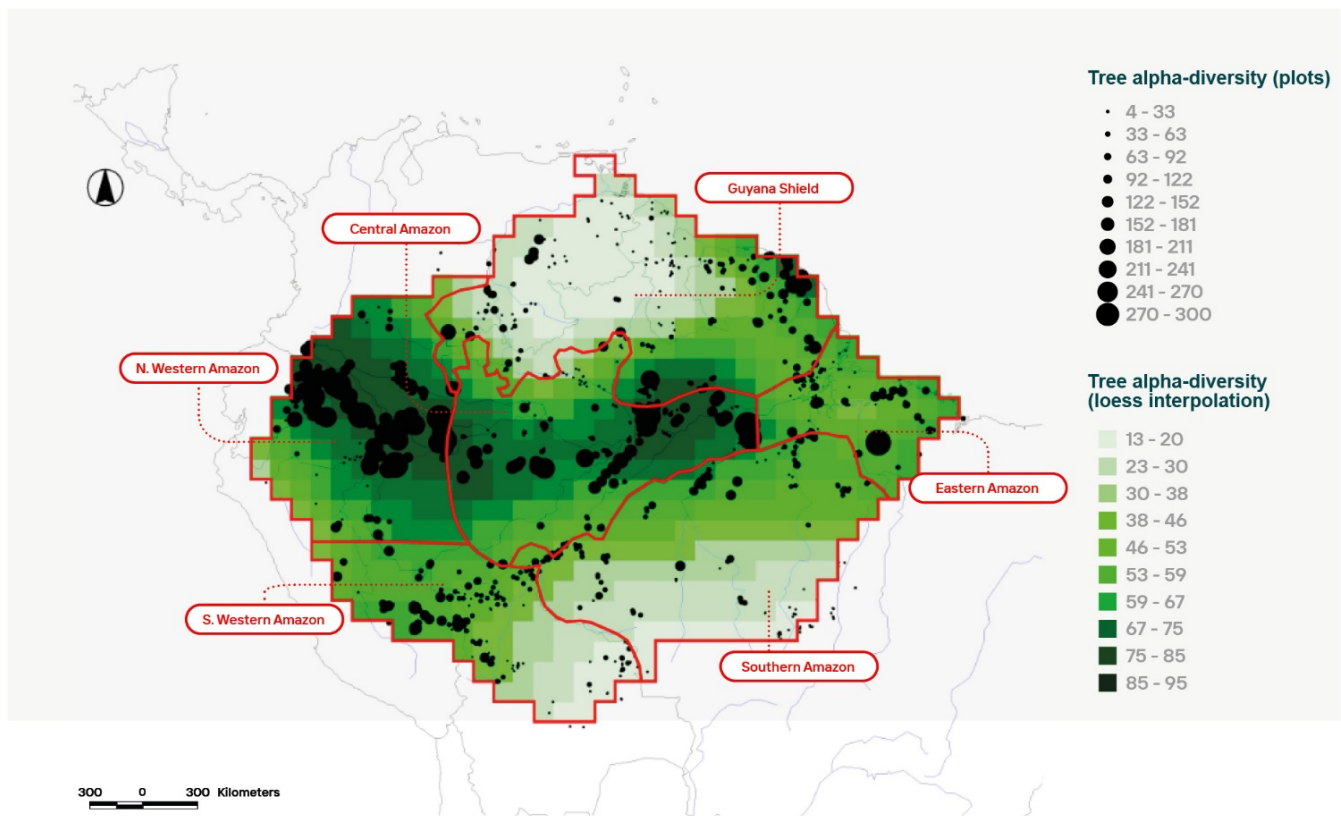 Tree alpha-diversity (plots)
4 - 33
33 - 63
63 - 92
92 - 122
122 - 152
152 - 181
181 - 211
211 - 241
241 - 270
270 - 300
Guyana Shield
Central Amazon
N. Western Amazon
Tree alpha-diversity
(loess interpolation)
13 - 20
23 - 30
30 - 38
38 - 46
46 - 53
53 - 59
59 - 67
67 - 75
75 - 85
85 - 95
Eastern Amazon
S. Western Amazon
Southern Amazon
300 0 300 Kilometers